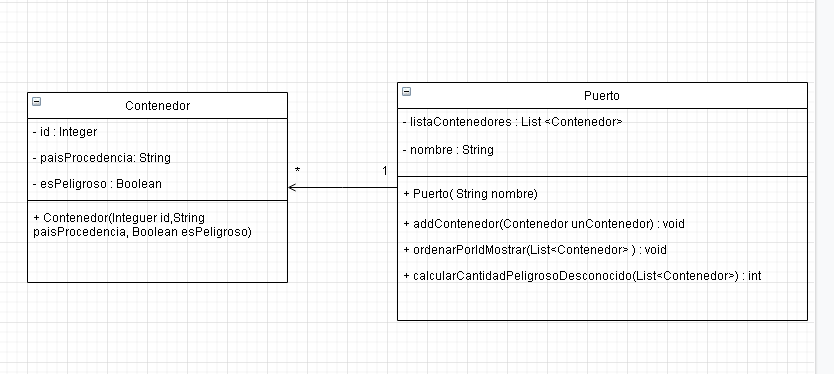 Contenedor
- id : Integer
- paisProcedencia: String
- esPeligroso : Boolean
+ Contenedor(Integuer id,String
paisProcedencia, Boolean esPeligroso)
*
1
Puerto
- listaContenedores : List <Contenedor>
- nombre : String
+ Puerto( String nombre)
+ addContenedor(Contenedor unContenedor) : void
+ ordenarPorIdMostrar(List<Contenedor> ) : void
+ calcularCantidadPeligrosoDesconocido(List<Contenedor>) : int